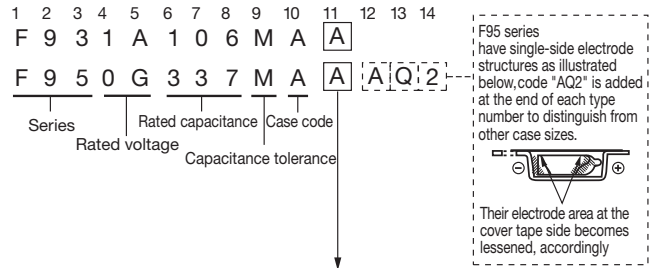 1 2 3 4 5 6 7 8 9 10 11 12 13 14
F 9 3 1 A 1 0 6 M A A
F 9 5 0 G 3 3 7 M A A A Q 2
Series
Rated voltage
Rated capacitance
Capacitance tolerance
Case code
F95 series
have single-side electrode
structures as illustrated
below,code "AQ2" is added
at the end of each type
number to distinguish from
other case sizes.
⊖ ⊕
Their electrode area at the
cover tape side becomes
lessened, accordingly